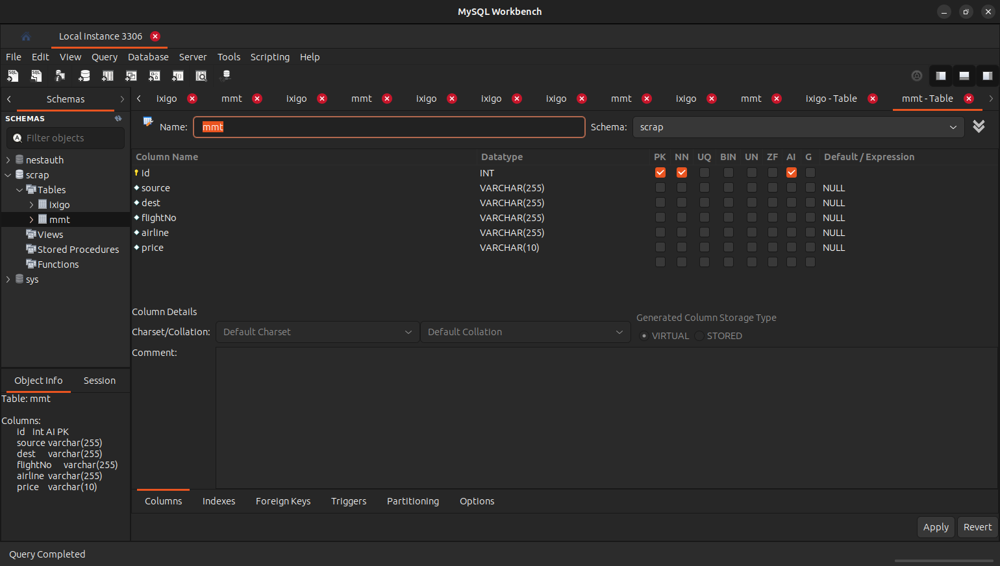 MySQL Workbench
Local Instance 3306
File Edit View Query Database Server Tools Scripting Help
Schemas
ixigo mmt ixigo mmt ixigo ixigo ixigo mmt ixigo mmt ixigo - Table mmt - Table
SCHEMAS
Filter objects
nestauth
scrap
Tables
ixigo
mmt
Views
Stored Procedures
Functions
sys
Name: mmt Schema: scrap
Column Name Datatype PK NN UQ BIN UN ZF AI G Default / Expression
id INT
source VARCHAR(255) NULL
dest VARCHAR(255) NULL
flightNo VARCHAR(255) NULL
airline VARCHAR(255) NULL
price VARCHAR(10) NULL
Column Details
Charset/Collation: Default Charset Default Collation
Generated Column Storage Type
VIRTUAL STORED
Comment:
Object Info Session
Table: mmt
Columns:
id int AI PK
source varchar(255)
dest varchar(255)
flightNo varchar(255)
airline varchar(255)
price varchar(10)
Columns Indexes Foreign Keys Triggers Partitioning Options
Apply Revert
Query Completed